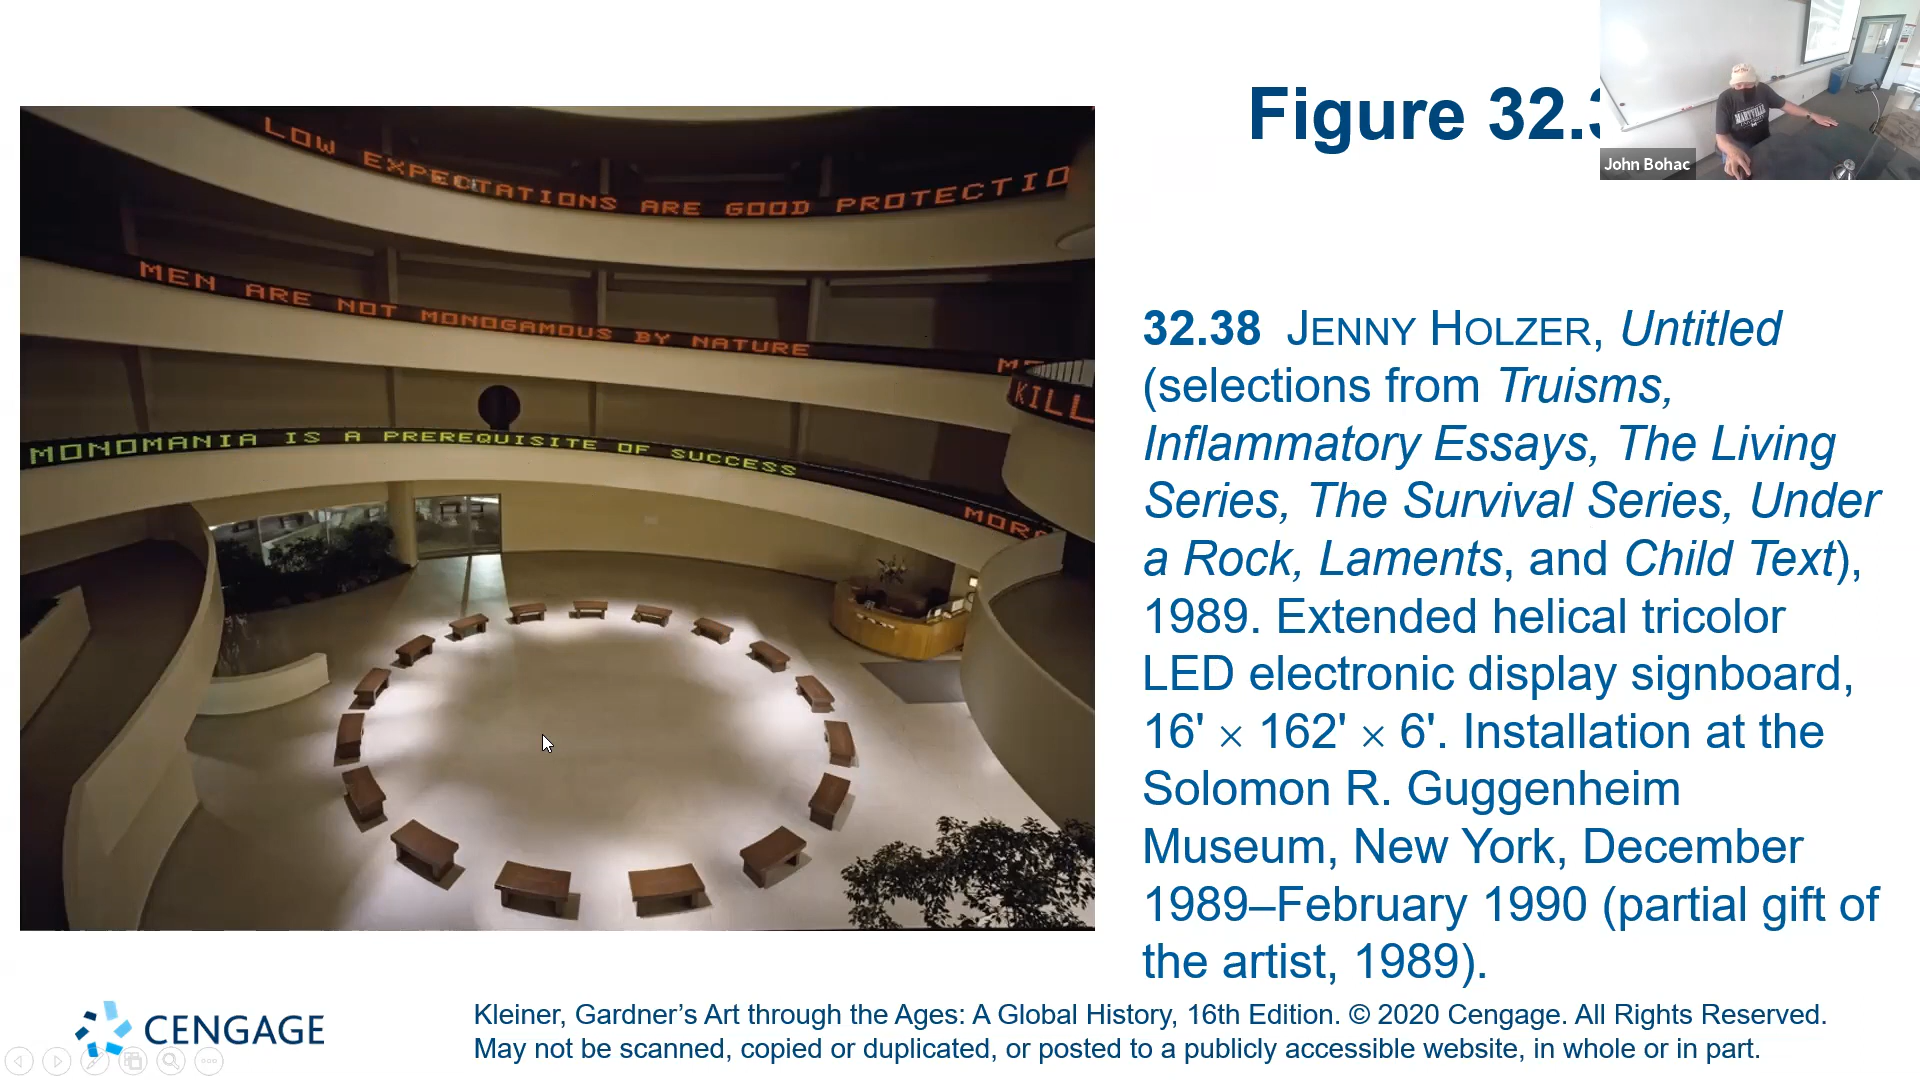 Figure 32.3
John Bohac
LOW EXPECTATIONS ARE GOOD PROTECTIO
MEN ARE NOT MONOGAMOUS BY NATURE
KILL
MONOMANIA IS A PREREQUISITE OF SUCCESS
MORA
32.38 JENNY HOLZER, Untitled
(selections from Truisms,
Inflammatory Essays, The Living
Series, The Survival Series, Under
a Rock, Laments, and Child Text),
1989. Extended helical tricolor
LED electronic display signboard,
16' × 162' × 6'. Installation at the
Solomon R. Guggenheim
Museum, New York, December
1989–February 1990 (partial gift of
the artist, 1989).
CENGAGE
Kleiner, Gardner’s Art through the Ages: A Global History, 16th Edition. © 2020 Cengage. All Rights Reserved.
May not be scanned, copied or duplicated, or posted to a publicly accessible website, in whole or in part.